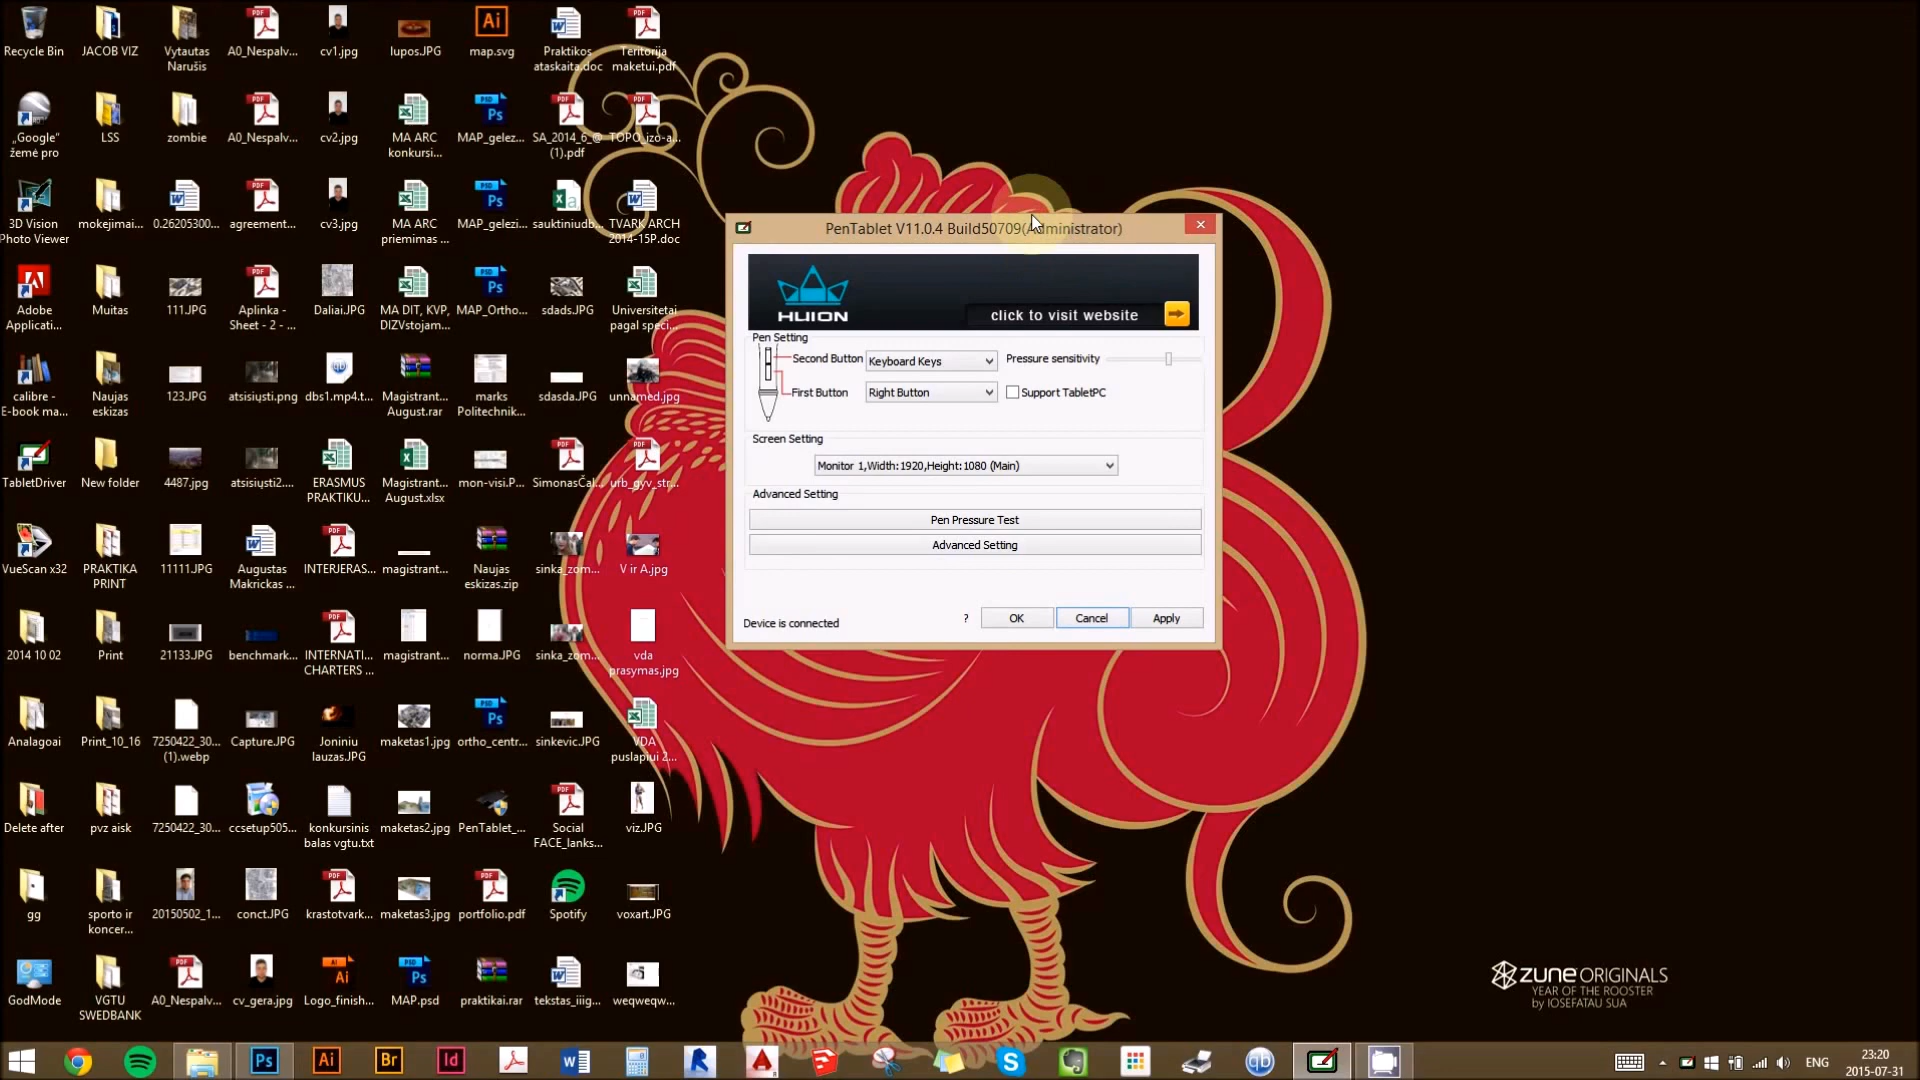 Recycle Bin
JACOB VIZ
Vytautas
Narušis
A0_Nespalv...
cv1.jpg
lupos.JPG
map.svg
Praktikos
ataskaita.doc
Teritorija
maketui.pdf
„Google“
žemė pro
LSS
zombie
A0_Nespalv...
cv2.jpg
MA ARC
konkursi...
MAP_gelez...
SA_2014_6_@
(1).pdf
TOPO_izo-a...
3D Vision
Photo Viewer
mokejimai...
0.26205300...
agreement...
cv3.jpg
MA ARC
priemimas ...
MAP_gelezi...
sauktiniudb...
TVARK ARCH
2014-15P.doc
Adobe
Applicati...
Muitas
111.JPG
Aplinka -
Sheet - 2 - ...
Daliai.JPG
MA DIT, KVP,
DIZVstojam...
MAP_Ortho...
sdads.JPG
Universitetai
pagal speci...
calibre -
E-book ma...
Naujas
eskizas
123.JPG
atsisiųsti.png
dbs1.mp4.t...
Magistrant...
August.rar
marks
Politechnik...
sdasda.JPG
unnamed.jpg
TabletDriver
New folder
4487.jpg
atsisiųsti2....
ERASMUS
PRAKTIKU...
Magistrant...
August.xlsx
mon-visi.P...
SimonasČal...
urb_gyv_str...
VueScan x32
PRAKTIKA
PRINT
11111.JPG
Augustas
Makrickas ...
INTERJERAS...
magistrant...
Naujas
eskizas.zip
sinka_zom...
V ir A.jpg
2014 10 02
Print
21133.JPG
benchmark...
INTERNATI...
CHARTERS ...
magistrant...
norma.JPG
sinka_zom...
vda
prasymas.jpg
Analagoai
Print_10_16
7250422_30...
(1).webp
Capture.JPG
Joniniu
lauzas.JPG
maketas1.jpg
ortho_centr...
sinkevic.JPG
VDA
puslapiui 2...
Delete after
pvz aisk
7250422_30...
ccsetup505...
konkursinis
balas vgtu.txt
maketas2.jpg
PenTablet_...
Social
FACE_lanks...
viz.JPG
gg
sporto ir
koncer...
20150502_1...
conct.JPG
krastotvark...
maketas3.jpg
portfolio.pdf
Spotify
voxart.JPG
GodMode
VGTU
SWEDBANK
A0_Nespalv...
cv_gera.jpg
Logo_finish...
MAP.psd
praktikai.rar
tekstas_iiig...
weqweqw...
PenTablet V11.0.4 Build50709(Administrator)
HUION
click to visit website
Pen Setting
Second Button
Keyboard Keys
Pressure sensitivity
First Button
Right Button
Support TabletPC
Screen Setting
Monitor 1,Width:1920,Height:1080 (Main)
Advanced Setting
Pen Pressure Test
Advanced Setting
Device is connected
?
OK
Cancel
Apply
zune ORIGINALS
YEAR OF THE ROOSTER
by IOSEFATAU SUA
ENG
23:20
2015-07-31